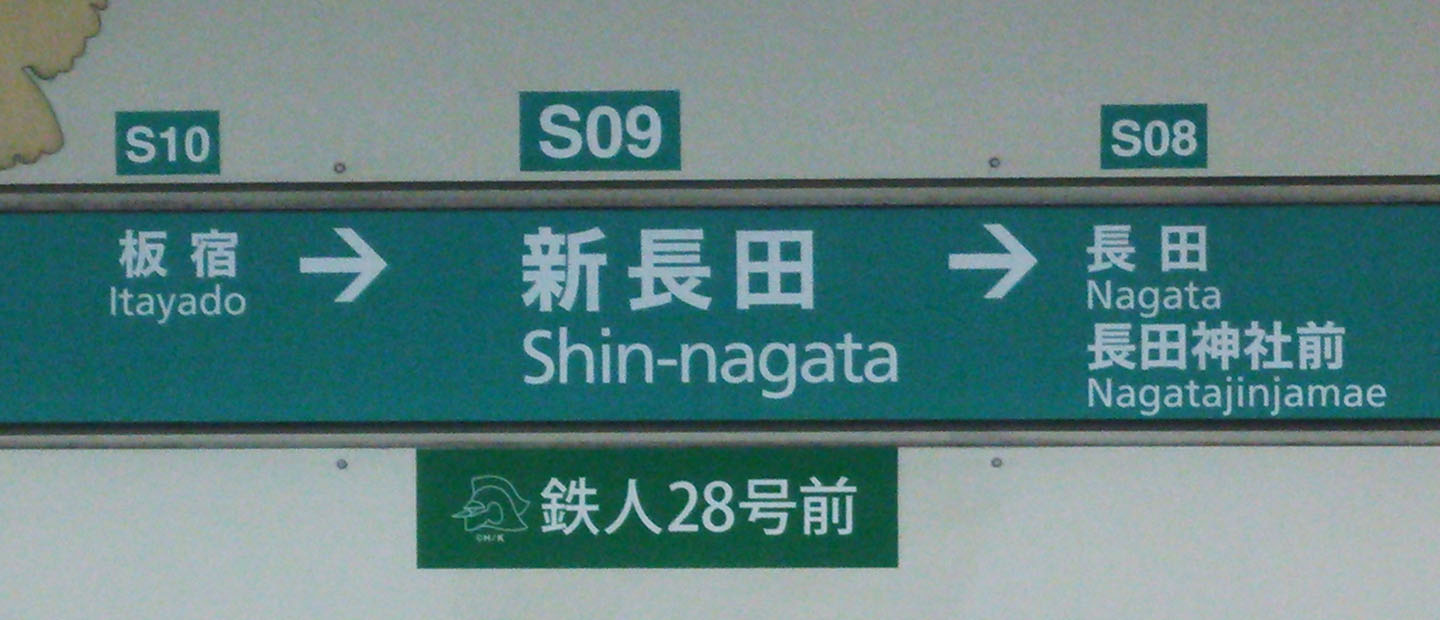 S10
S09
S08
板宿
Itayado
→
新長田
Shin-nagata
→
長田
Nagata
長田神社前
Nagatajinjamae
鉄人28号前
©H/K